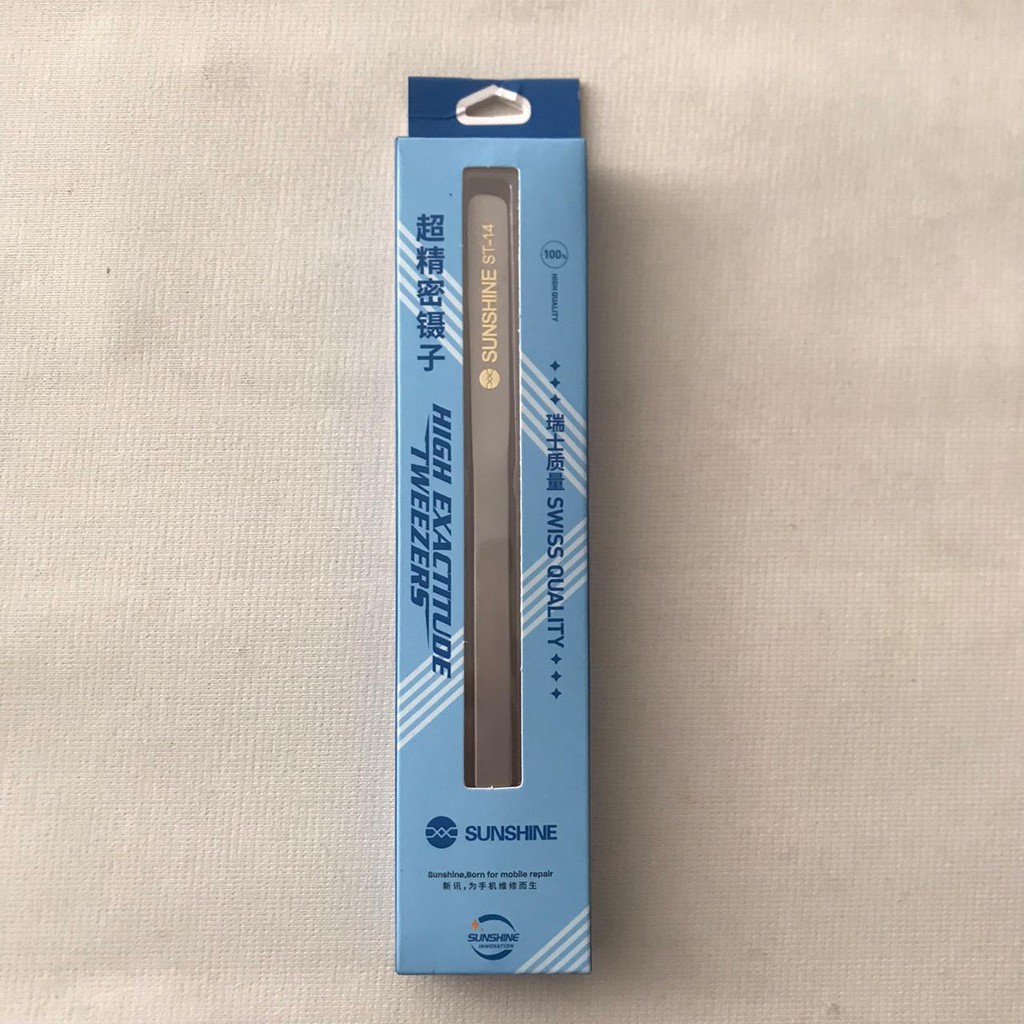 超精密镊子
HIGH EXACTITUDE
TWEEZERS
SUNSHINE ST-14
100%
HIGH QUALITY
瑞士质量 SWISS QUALITY
SUNSHINE
Sunshine,Born for mobile repair
新讯，为手机维修而生
SUNSHINE
INNOVATION